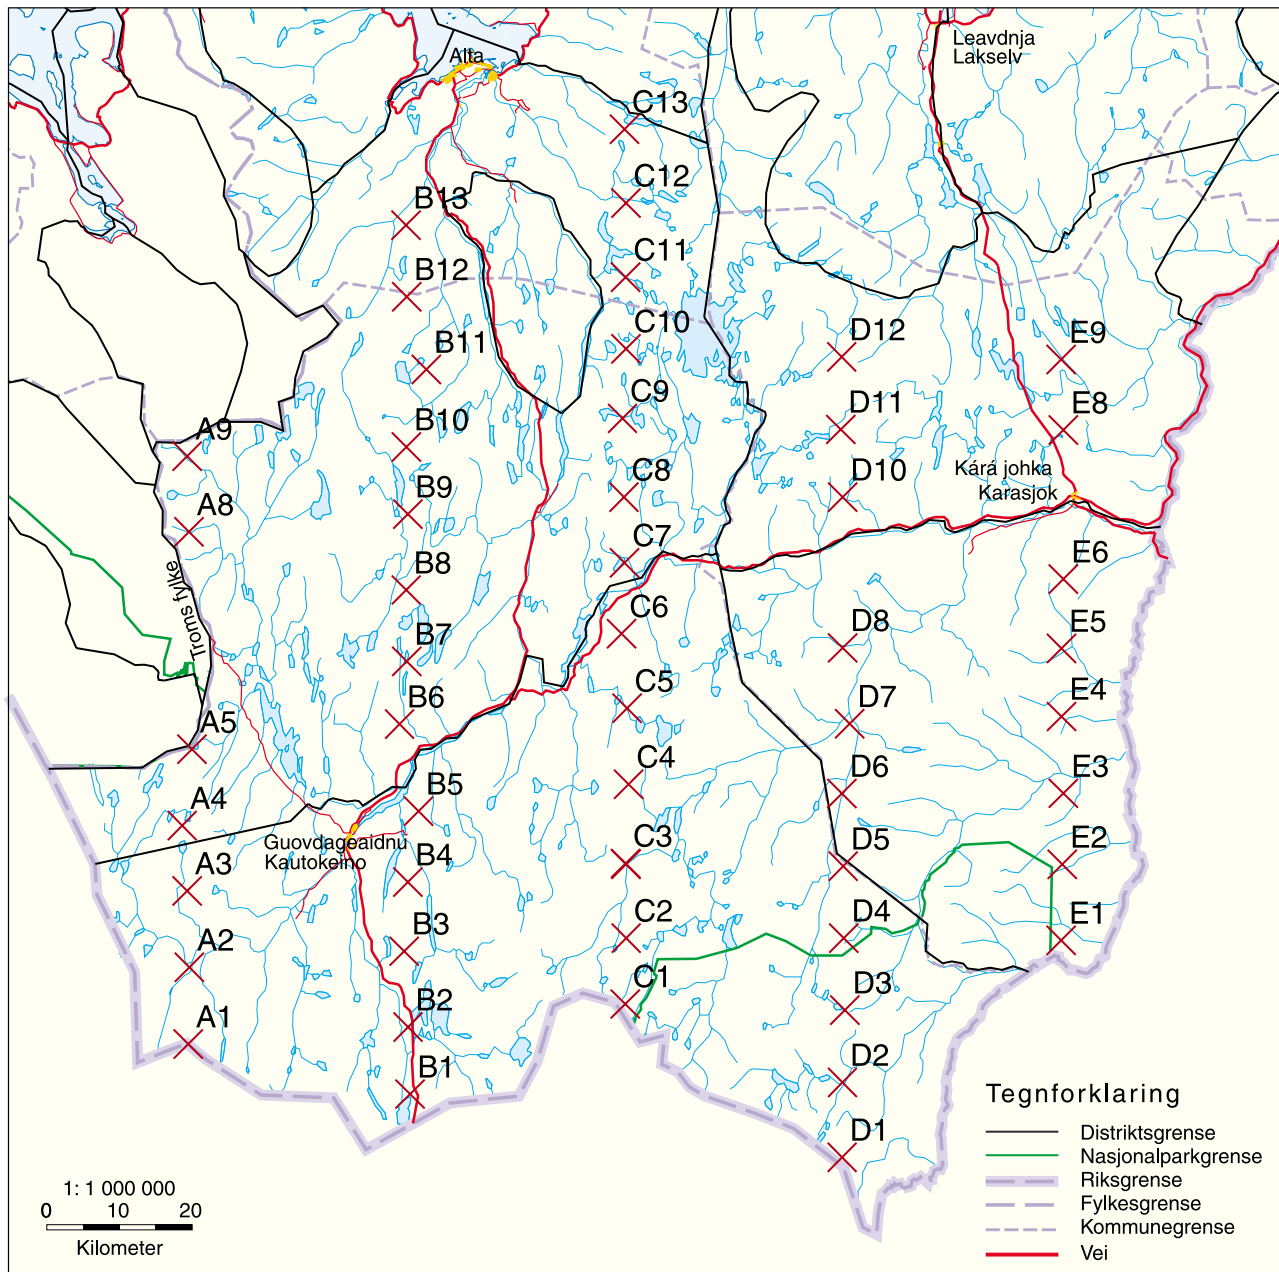 Leavdnja
Lakselv
Alta
C13
C12
B13
C11
B12
C10
D12
E9
B11
C9
D11
E8
B10
A9
Kárá johka
Karasjok
D10
C8
B9
A8
C7
E6
B8
Troms fylke
C6
D8
E5
B7
C5
E4
B6
D7
A5
C4
D6
E3
B5
A4
Guovdageaidnu
Kautokeino
C3
D5
E2
A3
B4
C2
D4
E1
A2
B3
C1
D3
A1
B2
D2
B1
D1
Tegnforklaring
Distriktsgrense
Nasjonalparkgrense
Riksgrense
Fylkesgrense
Kommunegrense
Vei
1: 1 000 000
0 10 20
Kilometer